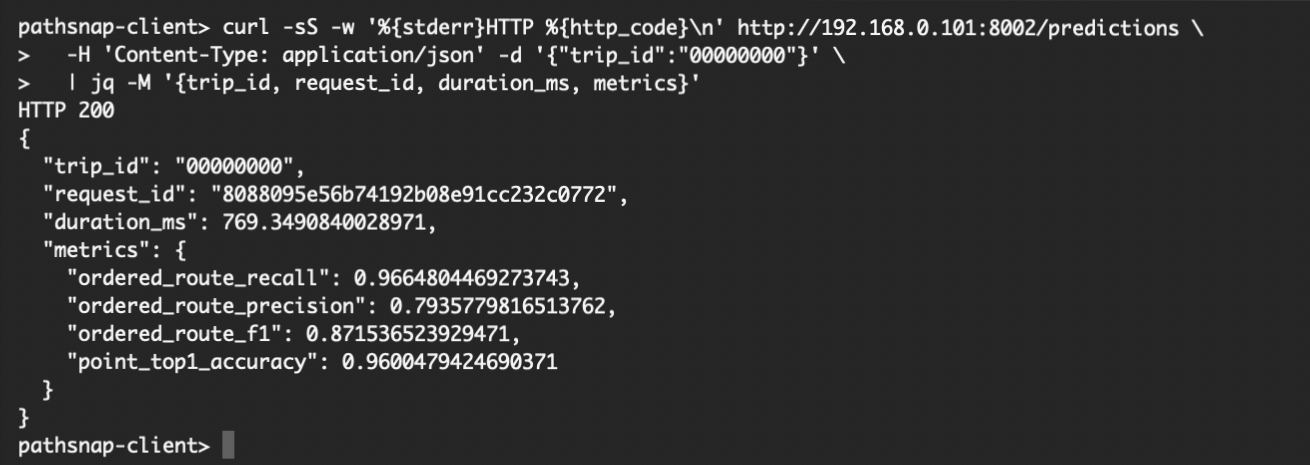 pathsnap-client> curl -sS -w '%{stderr}HTTP %{http_code}\n' http://192.168.0.101:8002/predictions \
>   -H 'Content-Type: application/json' -d '{"trip_id":"00000000"}' \
>   | jq -M '{trip_id, request_id, duration_ms, metrics}'
HTTP 200
{
  "trip_id": "00000000",
  "request_id": "8088095e56b74192b08e91cc232c0772",
  "duration_ms": 769.3490840028971,
  "metrics": {
    "ordered_route_recall": 0.9664804469273743,
    "ordered_route_precision": 0.7935779816513762,
    "ordered_route_f1": 0.871536523929471,
    "point_top1_accuracy": 0.9600479424690371
  }
}
pathsnap-client>